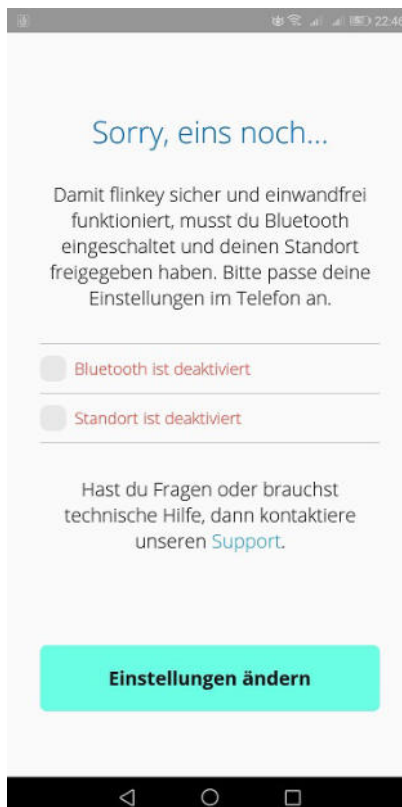 22:46
Sorry, eins noch...
Damit flinkey sicher und einwandfrei
funktioniert, musst du Bluetooth
eingeschaltet und deinen Standort
freigegeben haben. Bitte passe deine
Einstellungen im Telefon an.
Bluetooth ist deaktiviert
Standort ist deaktiviert
Hast du Fragen oder brauchst
technische Hilfe, dann kontaktiere
unseren Support.
Einstellungen ändern